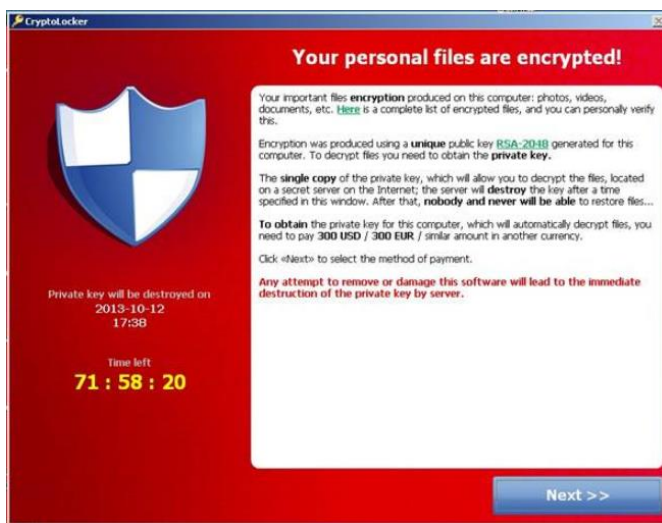 CryptoLocker
Your personal files are encrypted!
Your important files encryption produced on this computer: photos, videos,
documents, etc. Here is a complete list of encrypted files, and you can personally verify
this.
Encryption was produced using a unique public key RSA-2048 generated for this
computer. To decrypt files you need to obtain the private key.
The single copy of the private key, which will allow you to decrypt the files, located
on a secret server on the Internet; the server will destroy the key after a time
specified in this window. After that, nobody and never will be able to restore files...
To obtain the private key for this computer, which will automatically decrypt files, you
need to pay 300 USD / 300 EUR / similar amount in another currency.
Click «Next» to select the method of payment.
Any attempt to remove or damage this software will lead to the immediate
destruction of the private key by server.
Private key will be destroyed on
2013-10-12
17:38
Time left
71 : 58 : 20
Next >>